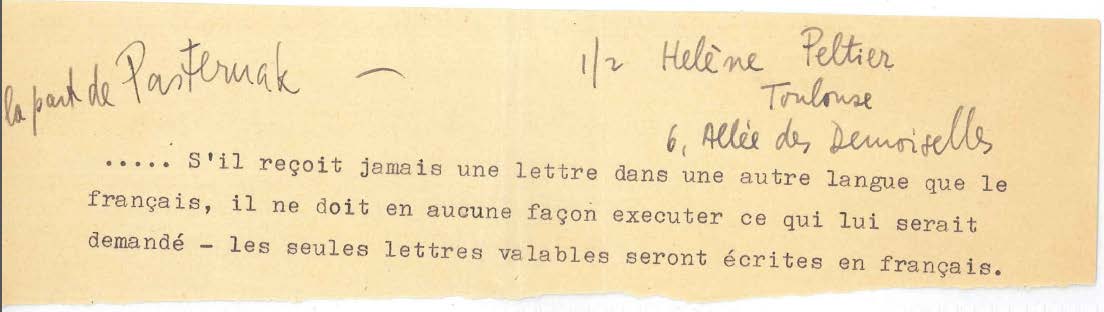 la part de Pasternak —
1/2 Helène Peltier
Toulouse
6, Allée des Demoiselles
..... S'il reçoit jamais une lettre dans une autre langue que le
français, il ne doit en aucune façon executer ce qui lui serait
demandé - les seules lettres valables seront écrites en français.